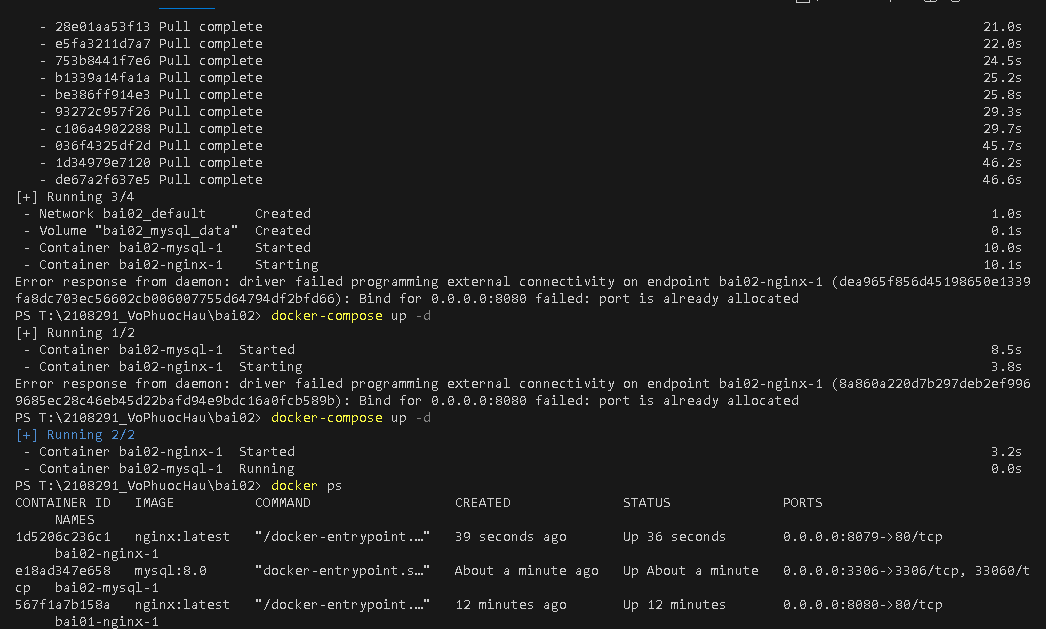 - 28e01aa53f13 Pull complete 21.0s
- e5fa3211d7a7 Pull complete 22.0s
- 753b8441f7e6 Pull complete 24.5s
- b1339a14fa1a Pull complete 25.2s
- be386ff914e3 Pull complete 25.8s
- 93272c957f26 Pull complete 29.3s
- c106a4902288 Pull complete 29.7s
- 036f4325df2d Pull complete 45.7s
- 1d34979e7120 Pull complete 46.2s
- de67a2f637e5 Pull complete 46.6s
[+] Running 3/4
- Network bai02_default Created 1.0s
- Volume "bai02_mysql_data" Created 0.1s
- Container bai02-mysql-1 Started 10.0s
- Container bai02-nginx-1 Starting 10.1s
Error response from daemon: driver failed programming external connectivity on endpoint bai02-nginx-1 (dea965f856d45198650e1339
fa8dc703ec56602cb006007755d64794df2bfd66): Bind for 0.0.0.0:8080 failed: port is already allocated
PS T:\2108291_VoPhuocHau\bai02> docker-compose up -d
[+] Running 1/2
- Container bai02-mysql-1 Started 8.5s
- Container bai02-nginx-1 Starting 3.8s
Error response from daemon: driver failed programming external connectivity on endpoint bai02-nginx-1 (8a860a220d7b297deb2ef996
9685ec28c46eb45d22bafd94e9bdc16a0fcb589b): Bind for 0.0.0.0:8080 failed: port is already allocated
PS T:\2108291_VoPhuocHau\bai02> docker-compose up -d
[+] Running 2/2
- Container bai02-nginx-1 Started 3.2s
- Container bai02-mysql-1 Running 0.0s
PS T:\2108291_VoPhuocHau\bai02> docker ps
CONTAINER ID IMAGE COMMAND CREATED STATUS PORTS
NAMES
1d5206c236c1 nginx:latest "/docker-entrypoint.…" 39 seconds ago Up 36 seconds 0.0.0.0:8079->80/tcp
bai02-nginx-1
e18ad347e658 mysql:8.0 "docker-entrypoint.s…" About a minute ago Up About a minute 0.0.0.0:3306->3306/tcp, 33060/t
cp bai02-mysql-1
567f1a7b158a nginx:latest "/docker-entrypoint.…" 12 minutes ago Up 12 minutes 0.0.0.0:8080->80/tcp
bai01-nginx-1